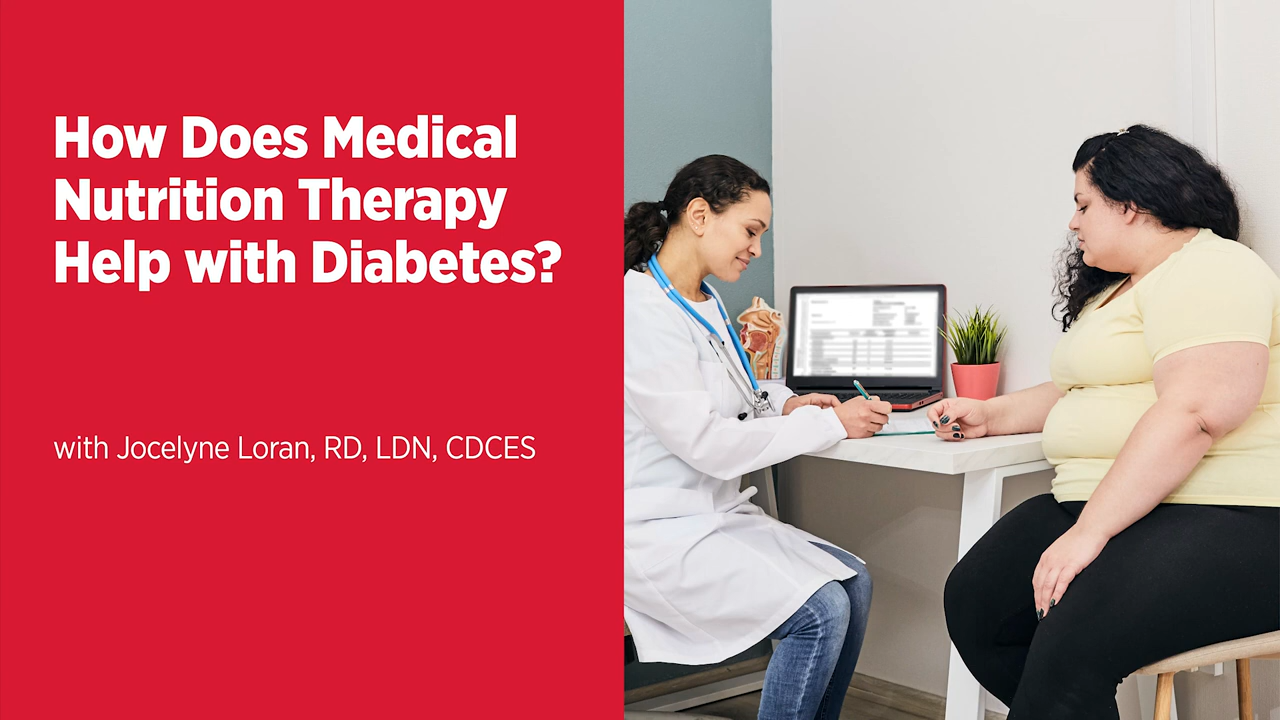 How Does Medical
Nutrition Therapy
Help with Diabetes?
with Jocelyne Loran, RD, LDN, CDCES